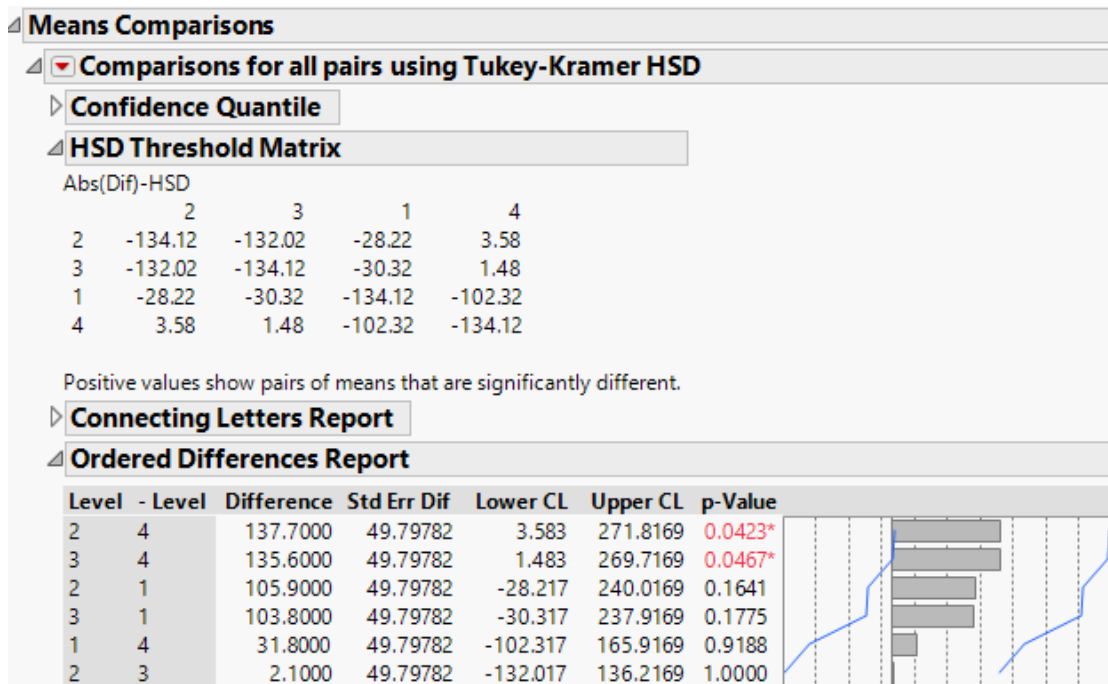 Means Comparisons
Comparisons for all pairs using Tukey-Kramer HSD
Confidence Quantile
HSD Threshold Matrix
Abs(Dif)-HSD
2 3 1 4
2 -134.12 -132.02 -28.22 3.58
3 -132.02 -134.12 -30.32 1.48
1 -28.22 -30.32 -134.12 -102.32
4 3.58 1.48 -102.32 -134.12
Positive values show pairs of means that are significantly different.
Connecting Letters Report
Ordered Differences Report
Level - Level Difference Std Err Dif Lower CL Upper CL p-Value
2 4 137.7000 49.79782 3.583 271.8169 0.0423*
3 4 135.6000 49.79782 1.483 269.7169 0.0467*
2 1 105.9000 49.79782 -28.217 240.0169 0.1641
3 1 103.8000 49.79782 -30.317 237.9169 0.1775
1 4 31.8000 49.79782 -102.317 165.9169 0.9188
2 3 2.1000 49.79782 -132.017 136.2169 1.0000